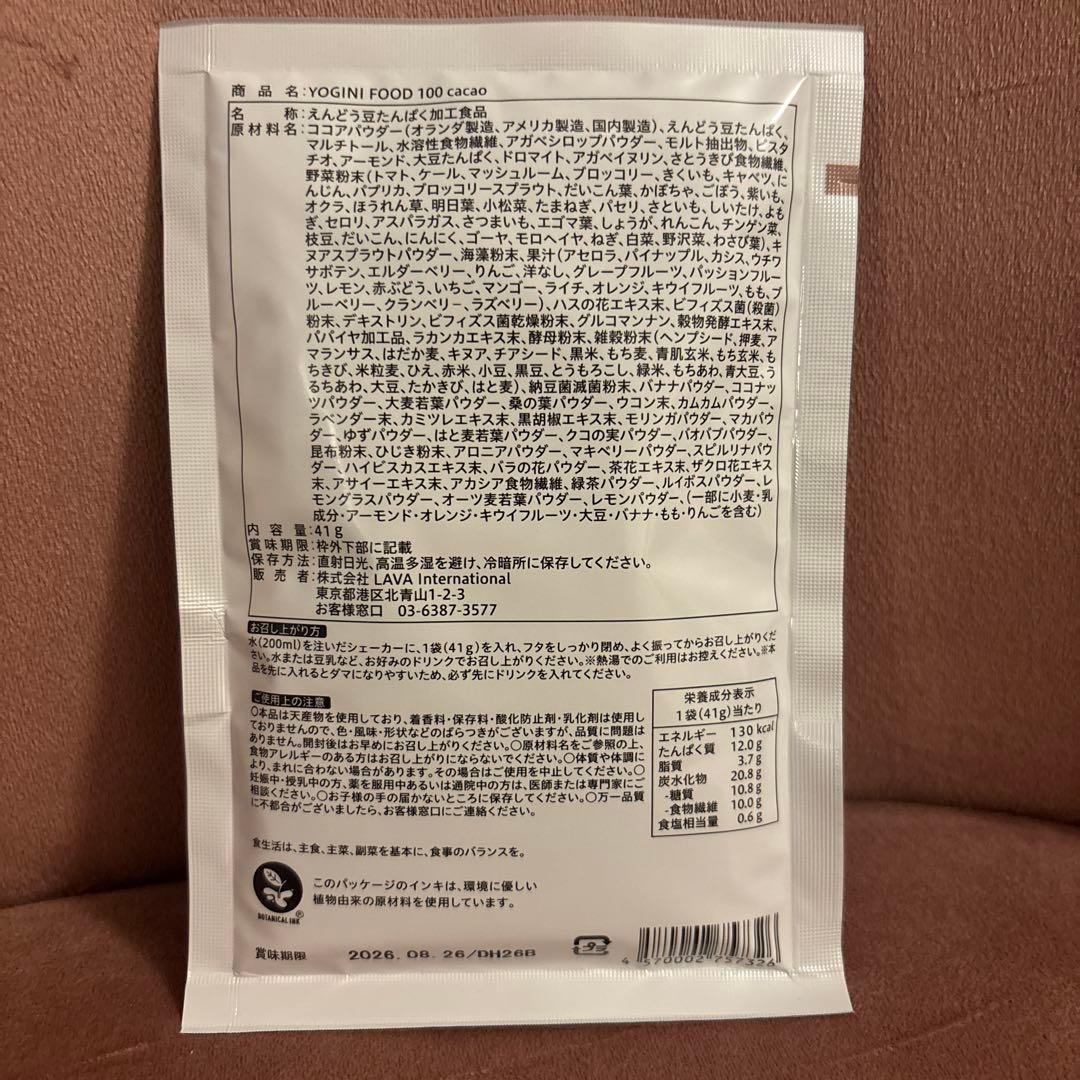 商品名:YOGINI FOOD 100 cacao
名称:えんどう豆たんぱく加工食品
原材料名:ココアパウダー(オランダ製造、アメリカ製造、国内製造)、えんどう豆たんぱく、
マルチトール、水溶性食物繊維、アガベシロップパウダー、モルト抽出物、ピスタ
チオ、アーモンド、大豆たんぱく、ドロマイト、アガベイヌリン、さとうきび食物繊維、
野菜粉末(トマト、ケール、マッシュルーム、ブロッコリー、きくいも、キャベツ、に
んじん、パプリカ、ブロッコリースプラウト、だいこん葉、かぼちゃ、ごぼう、紫いも、
オクラ、ほうれん草、明日葉、小松菜、たまねぎ、パセリ、さといも、しいたけ、よも
ぎ、セロリ、アスパラガス、さつまいも、エゴマ葉、しょうが、れんこん、チンゲン菜、
枝豆、だいこん、にんにく、ゴーヤ、モロヘイヤ、ねぎ、白菜、野沢菜、わさび葉)、キ
ヌアスプラウトパウダー、海藻粉末、果汁(アセロラ、パイナップル、カシス、ウチワ
サボテン、エルダーベリー、りんご、洋なし、グレープフルーツ、パッションフルー
ツ、レモン、赤ぶどう、いちご、マンゴー、ライチ、オレンジ、キウイフルーツ、もも、ブ
ルーベリー、クランベリー、ラズベリー)、ハスの花エキス末、ビフィズス菌(殺菌)
粉末、デキストリン、ビフィズス菌乾燥粉末、グルコマンナン、穀物発酵エキス末、
パパイヤ加工品、ラカンカエキス末、酵母粉末、雑穀粉末(ヘンプシード、押麦、ア
マランサス、はだか麦、キヌア、チアシード、黒米、もち麦、青肌玄米、もち玄米、も
ちきび、米粒麦、ひえ、赤米、小豆、黒豆、とうもろこし、緑米、もちあわ、青大豆、う
るちあわ、大豆、たかきび、はと麦)、納豆菌滅菌粉末、バナナパウダー、ココナッ
ツパウダー、大麦若葉パウダー、桑の葉パウダー、ウコン末、カムカムパウダー、
ラベンダー末、カミツレエキス末、黒胡椒エキス末、モリンガパウダー、マカパウ
ダー、ゆずパウダー、はと麦若葉パウダー、クコの実パウダー、バオバブパウダー、
昆布粉末、ひじき粉末、アロニアパウダー、マキベリーパウダー、スピルリナパウ
ダー、ハイビスカスエキス末、バラの花パウダー、茶花エキス末、ザクロ花エキス
末、アサイーエキス末、アカシア食物繊維、緑茶パウダー、ルイボスパウダー、レ
モングラスパウダー、オーツ麦若葉パウダー、レモンパウダー、(一部に小麦・乳
成分・アーモンド・オレンジ・キウイフルーツ・大豆・バナナ・もも・りんごを含む)
内容量:41g
賞味期限:枠外下部に記載
保存方法:直射日光、高温多湿を避け、冷暗所に保存してください。
販売者:株式会社 LAVA International
東京都港区北青山1-2-3
お客様窓口 03-6387-3577
お召し上がり方
水(200ml)を注いだシェーカーに、1袋(41g)を入れ、フタをしっかり閉め、よく振ってからお召し上がりくだ
さい。水または豆乳など、お好みのドリンクでお召し上がりください。※熱湯でのご利用はお控えください。※本
品を先に入れるとダマになりやすいため、必ず先にドリンクを入れてください。
ご使用上の注意
○本品は天産物を使用しており、着香料・保存料・酸化防止剤・乳化剤は使用し
ておりませんので、色・風味・形状などのばらつきがございますが、品質に問題は
ありません。開封後はお早めにお召し上がりください。○原材料名をご参照の上、
食物アレルギーのある方はお召し上がりにならないでください。○体質や体調に
より、まれに合わない場合があります。その場合はご使用を中止してください。○
妊娠中・授乳中の方、薬を服用中あるいは通院中の方は、医師または専門家にご
相談ください。○お子様の手の届かないところに保存してください。○万一品質
に不都合がございましたら、お客様窓口にご連絡ください。
栄養成分表示
1袋(41g)当たり
エネルギー 130 kcal
たんぱく質 12.0 g
脂質 3.7 g
炭水化物 20.8 g
-糖質 10.8 g
-食物繊維 10.0 g
食塩相当量 0.6 g
食生活は、主食、主菜、副菜を基本に、食事のバランスを。
BOTANICAL INK®
このパッケージのインキは、環境に優しい
植物由来の原材料を使用しています。
賞味期限 2026.08.26/DH26B
プラ
4 570002 757326